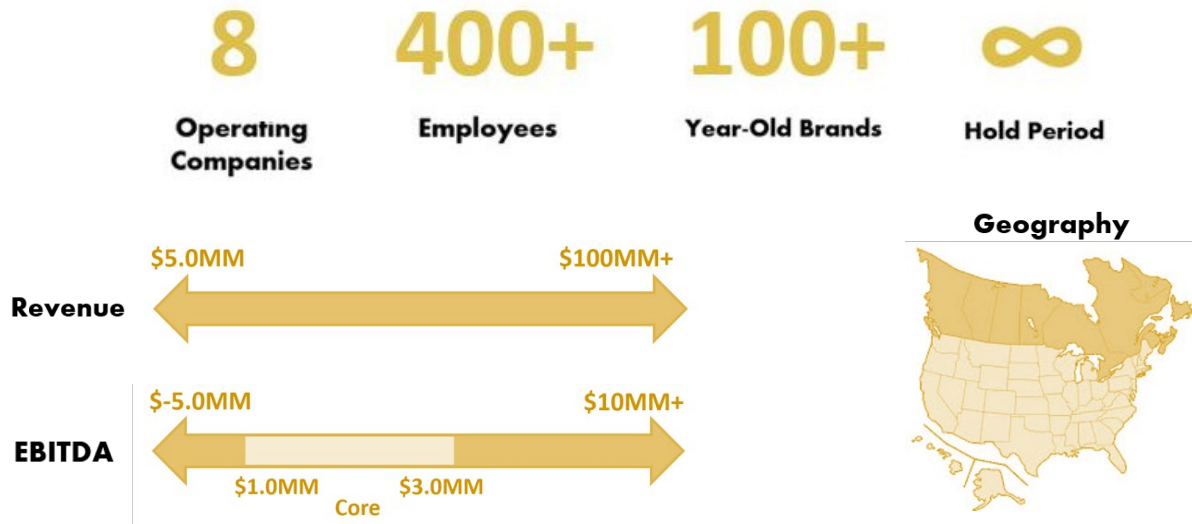 8
400+
100+
∞
Operating
Companies
Employees
Year-Old Brands
Hold Period
Geography
$5.0MM
$100MM+
Revenue
$-5.0MM
$10MM+
EBITDA
$1.0MM
$3.0MM
Core